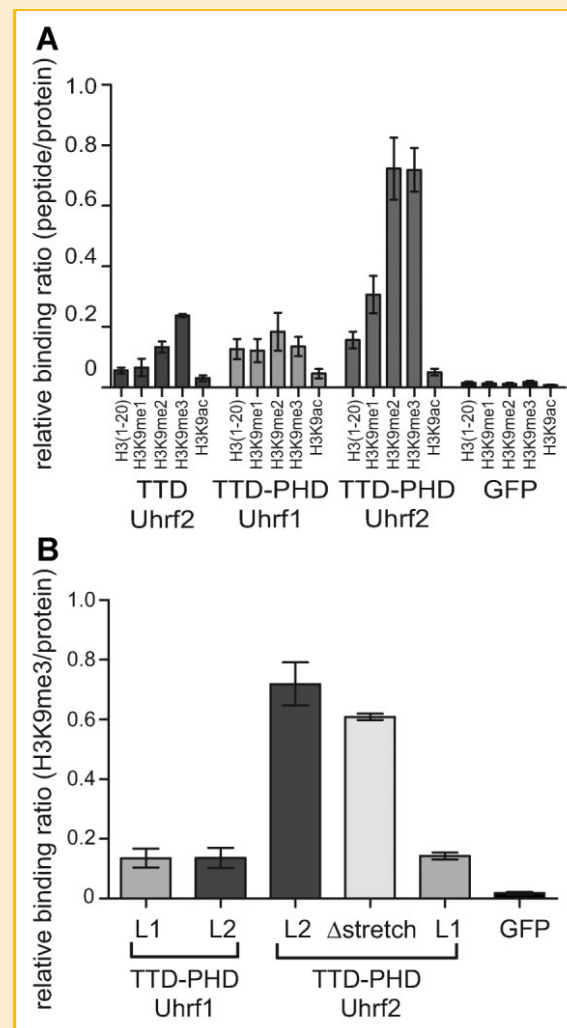 A
relative binding ratio (peptide/protein)
1.0
0.8
0.6
0.4
0.2
0
H3(1-20)
H3K9me1
H3K9me2
H3K9me3
H3K9ac
H3(1-20)
H3K9me1
H3K9me2
H3K9me3
H3K9ac
H3(1-20)
H3K9me1
H3K9me2
H3K9me3
H3K9ac
H3(1-20)
H3K9me1
H3K9me2
H3K9me3
H3K9ac
TTD TTD-PHD TTD-PHD GFP
Uhrf2 Uhrf1 Uhrf2
B
relative binding ratio (H3K9me3/protein)
1.0
0.8
0.6
0.4
0.2
0
L1 L2 L2 Δstretch L1 GFP
TTD-PHD TTD-PHD
Uhrf1 Uhrf2